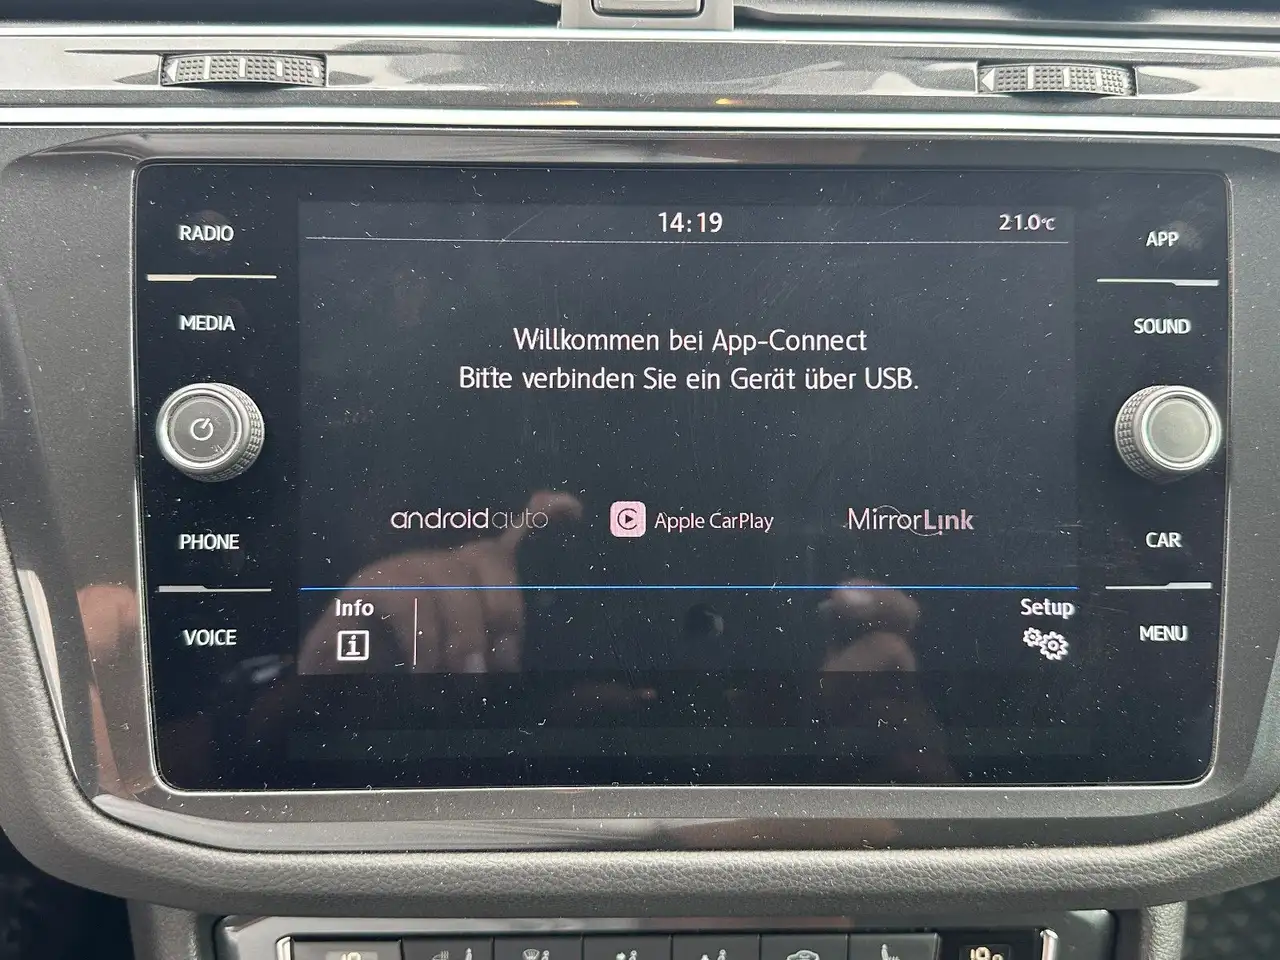 14:19
21.0°C
RADIO
MEDIA
PHONE
VOICE
Willkommen bei App-Connect
Bitte verbinden Sie ein Gerät über USB.
androidauto
Apple CarPlay
MirrorLink
Info
i
Setup
APP
SOUND
CAR
MENU